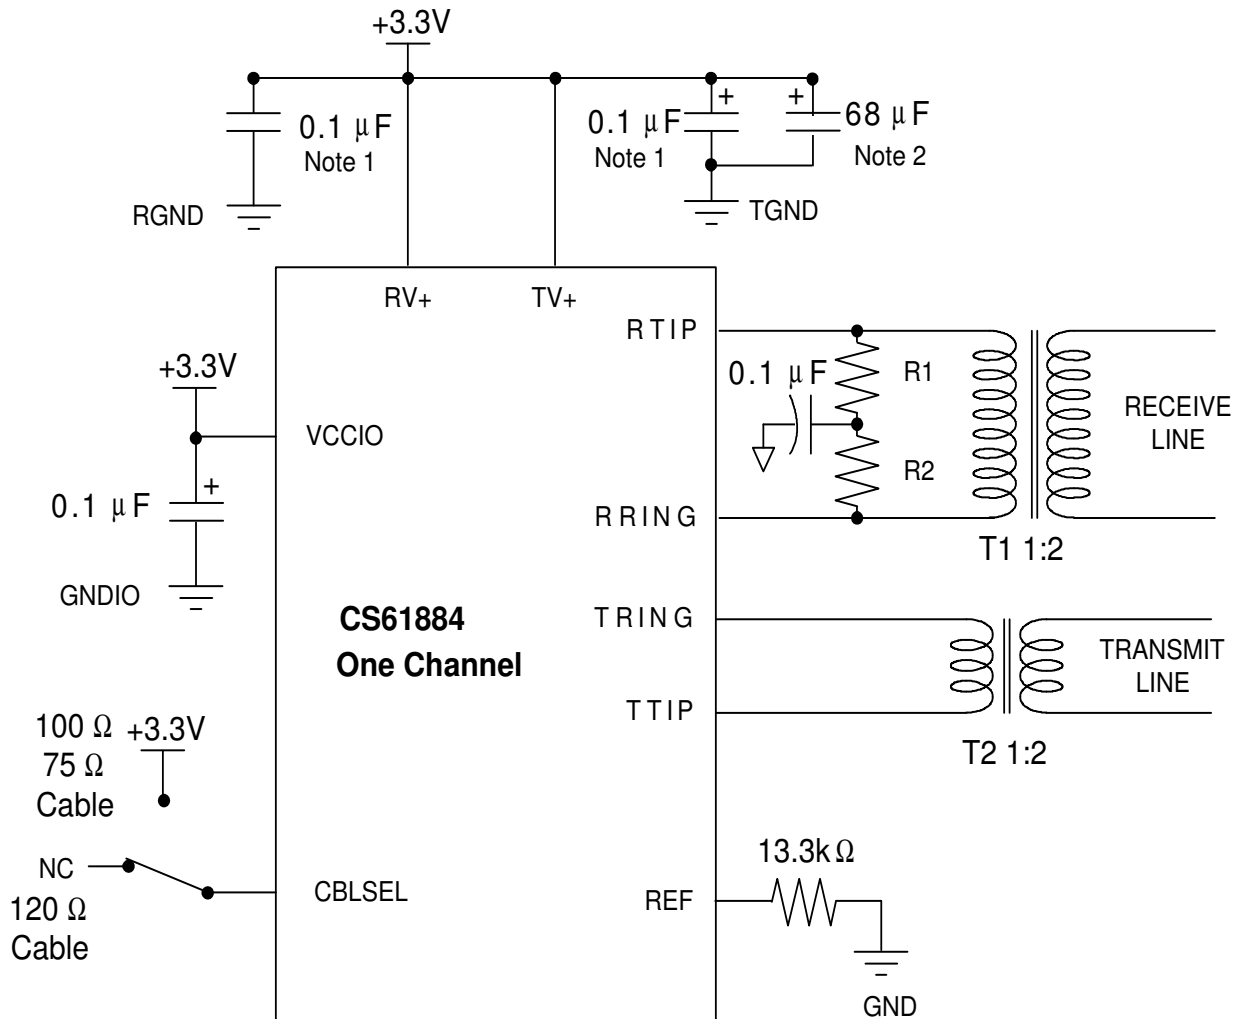 +3.3V
0.1 μF
Note 1
RGND
0.1 μF
Note 1
+
+
68 μF
Note 2
TGND
RV+
TV+
RTIP
0.1 μF
R1
R2
RRING
T1 1:2
RECEIVE
LINE
+3.3V
VCCIO
+
0.1 μF
GNDIO
CS61884
One Channel
TRING
TTIP
T2 1:2
TRANSMIT
LINE
100 Ω
75 Ω
Cable
+3.3V
NC
120 Ω
Cable
CBLSEL
REF
13.3k Ω
GND